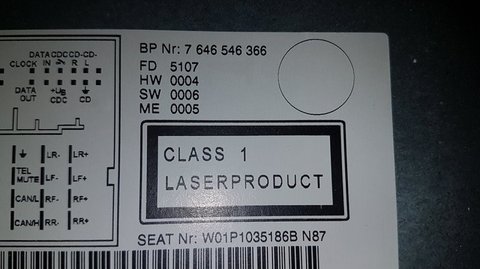 DATA CDC CD- CD-
CLOCK IN R L
BP Nr: 7 646 546 366
FD 5107
HW 0004
SW 0006
ME 0005
DATA +UB CD
OUT CDC
CLASS 1
LASERPRODUCT
LR- LR+
TEL MUTE LF- LF+
CAN/L RF- RF+
CAN/H RR- RR+
SEAT Nr: W01P1035186B N87